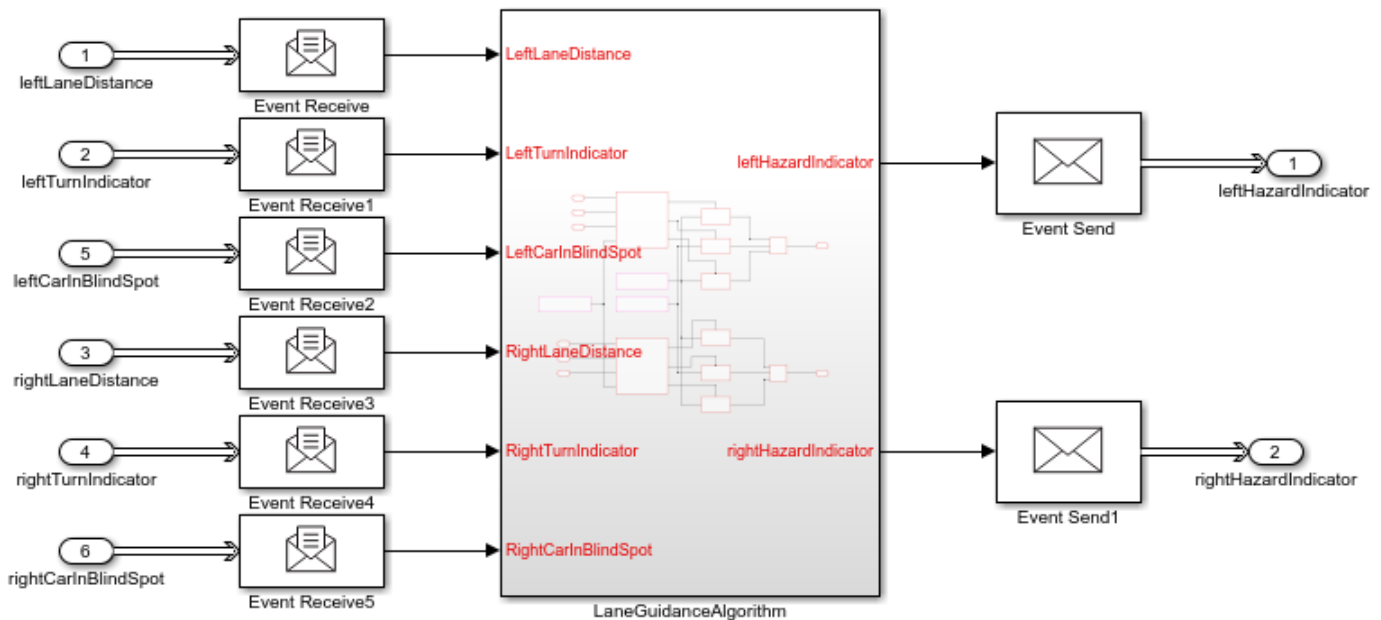 1
leftLaneDistance
Event Receive
LeftLaneDistance
2
leftTurnIndicator
Event Receive1
LeftTurnIndicator
5
leftCarInBlindSpot
Event Receive2
LeftCarInBlindSpot
3
rightLaneDistance
Event Receive3
RightLaneDistance
4
rightTurnIndicator
Event Receive4
RightTurnIndicator
6
rightCarInBlindSpot
Event Receive5
RightCarInBlindSpot
LaneGuidanceAlgorithm
leftHazardIndicator
Event Send
1
leftHazardIndicator
rightHazardIndicator
Event Send1
2
rightHazardIndicator